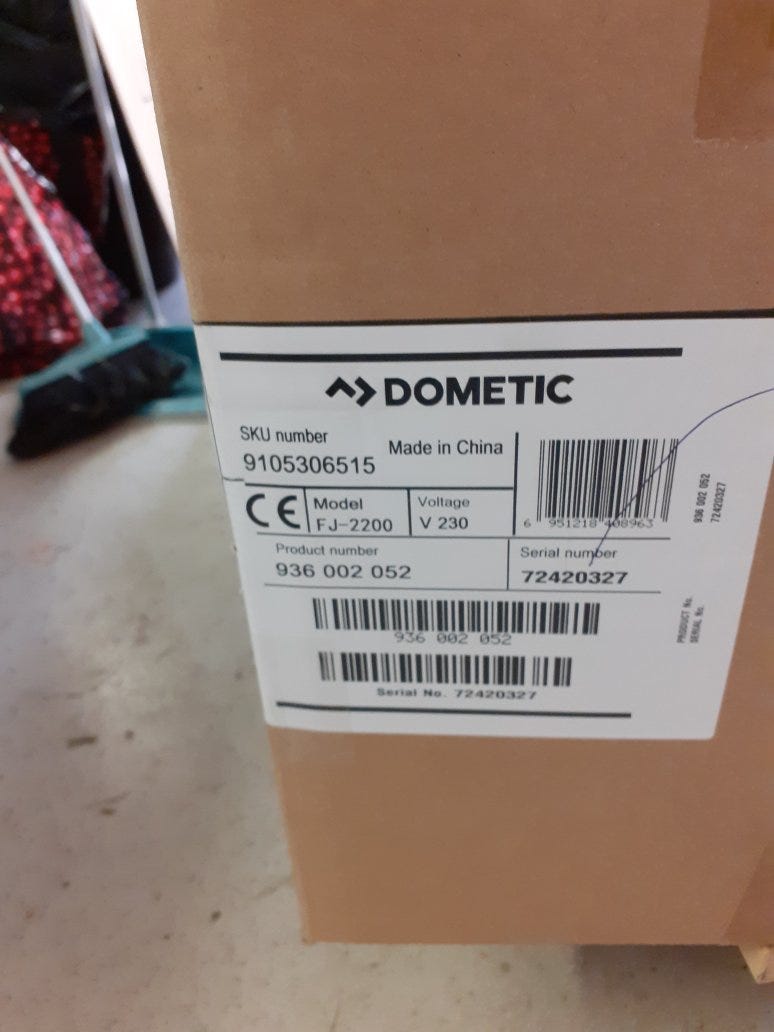 DOMETIC
SKU number
9105306515
Made in China
CE
Model
FJ-2200
Voltage
V 230
6 951218 408963
Product number
936 002 052
Serial number
72420327
936 002 052
Serial No. 72420327
936 002 052
72420327
PRODUCT No.
SERIAL No.